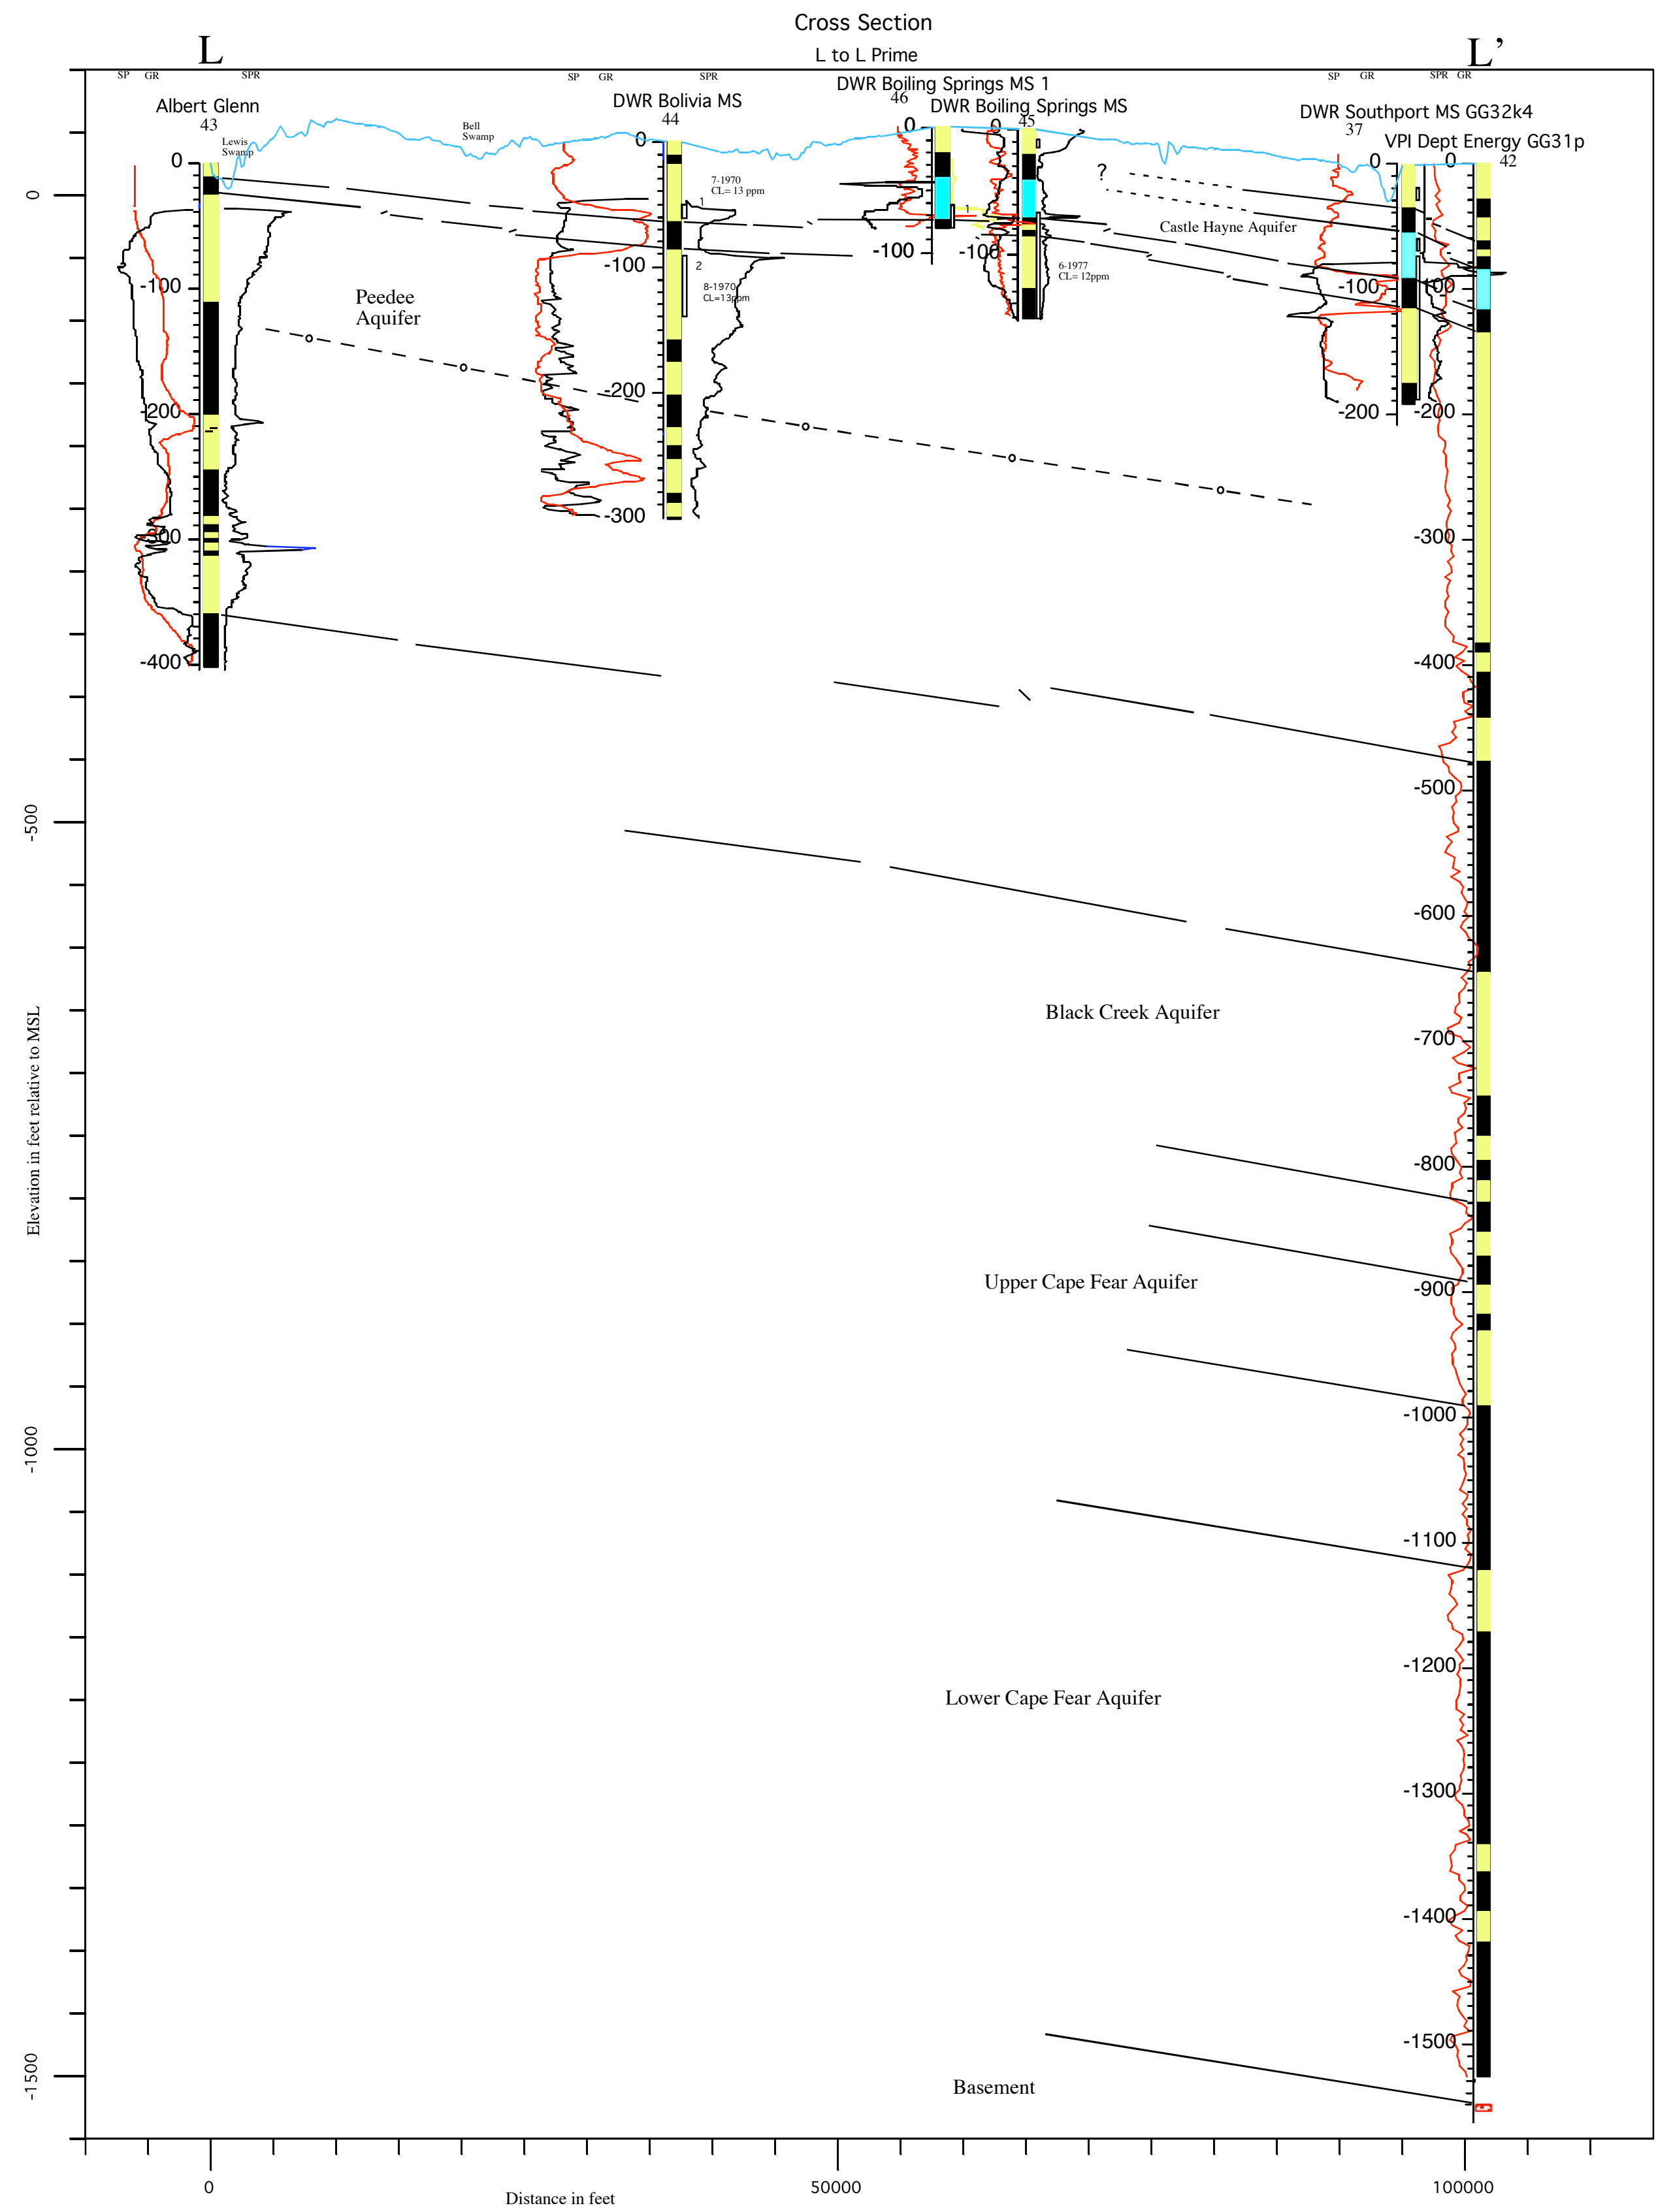 Cross Section
L to L Prime
L
L’
SP GR SPR
SP GR SPR
SP GR SPR GR
Albert Glenn
43
DWR Bolivia MS
44
DWR Boiling Springs MS 1
46
DWR Boiling Springs MS
45
DWR Southport MS GG32k4
37
VPI Dept Energy GG31p
42
Lewis
Swamp
Bell
Swamp
0
-100
-200
-300
-400
0
-100
-200
-300
7-1970
CL= 13 ppm
1
2
8-1970
CL=13ppm
0
-100
1
0
-100
6-1977
CL= 12ppm
?
Castle Hayne Aquifer
0
-100
-200
0
-100
-200
-300
-400
-500
-600
-700
-800
-900
-1000
-1100
-1200
-1300
-1400
-1500
Peedee
Aquifer
Black Creek Aquifer
Upper Cape Fear Aquifer
Lower Cape Fear Aquifer
Basement
0
-500
-1000
-1500
Elevation in feet relative to MSL
0
50000
100000
Distance in feet